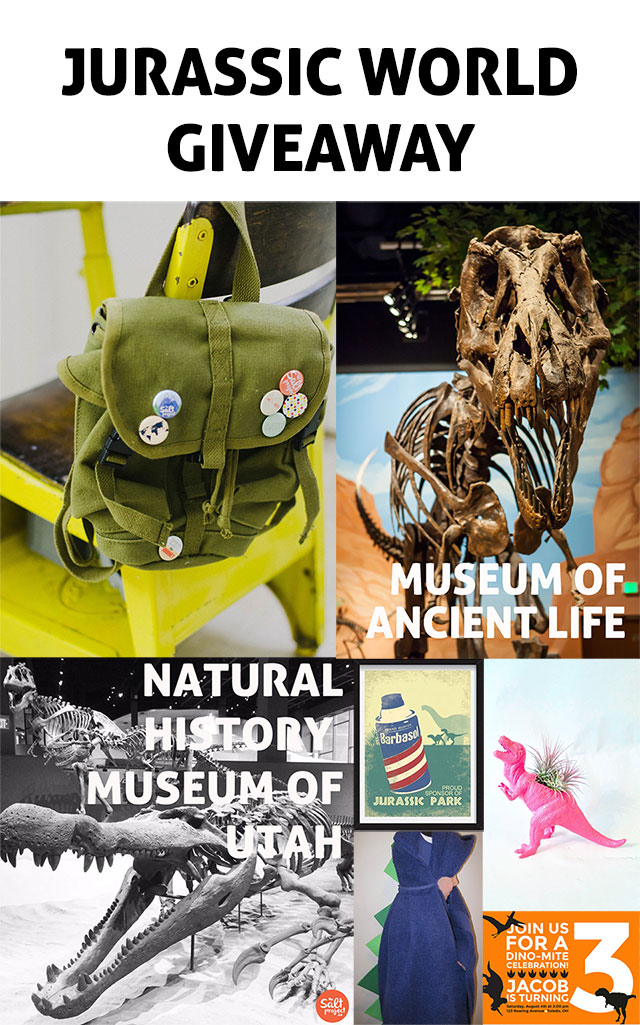 JURASSIC WORLD
GIVEAWAY
Salt
MUSEUM OF
ANCIENT LIFE
NATURAL
HISTORY
MUSEUM OF
UTAH
Barbasol
PROUD
SPONSOR OF
JURASSIC PARK
JOIN US
FOR A
DINO-MITE
CELEBRATION!
JACOB
IS TURNING
3
Saturday, August 4th at 2:00pm
123 Roaring Avenue • Toledo, OH
The
Salt
project